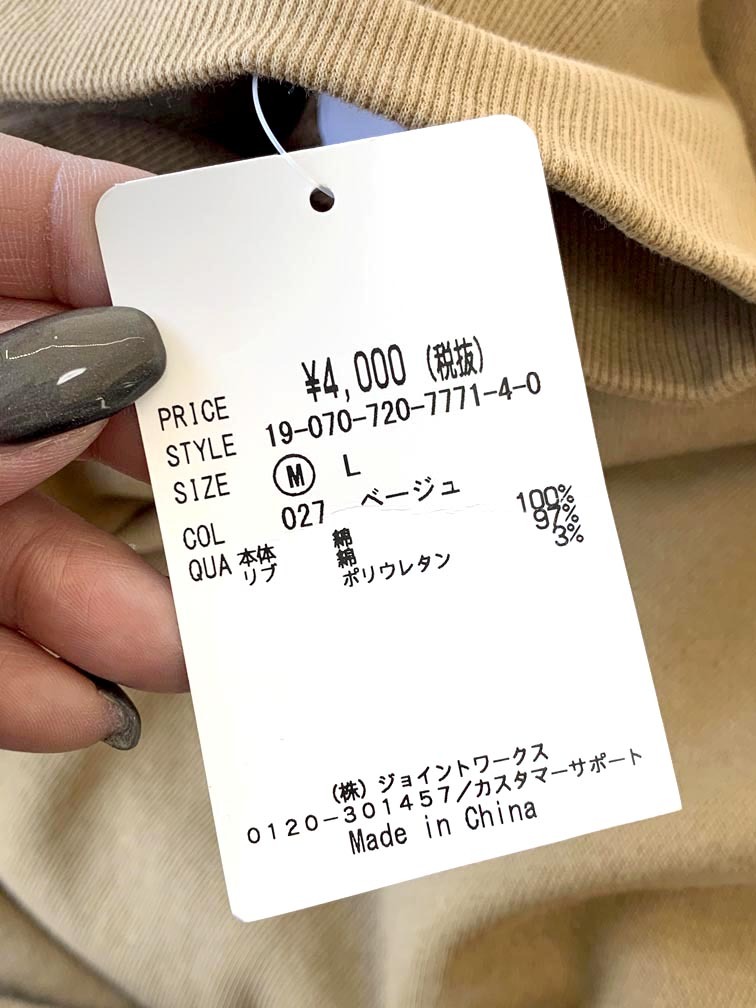 PRICE ¥4,000 (税抜)
STYLE 19-070-720-7771-4-0
SIZE Ⓜ L
COL 027 ベージュ
QUA 本体 綿 100%
リブ 綿 97%
ポリウレタン 3%
(株) ジョイントワークス
0120-301457/カスタマーサポート
Made in China